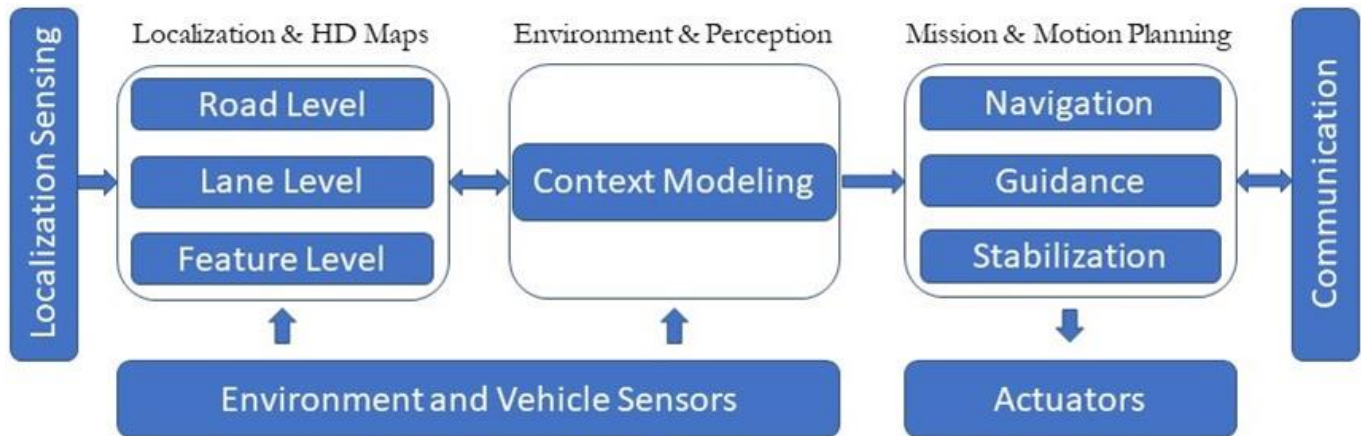 Localization Sensing
Localization & HD Maps
Road Level
Lane Level
Feature Level
Environment & Perception
Context Modeling
Mission & Motion Planning
Navigation
Guidance
Stabilization
Communication
Environment and Vehicle Sensors
Actuators